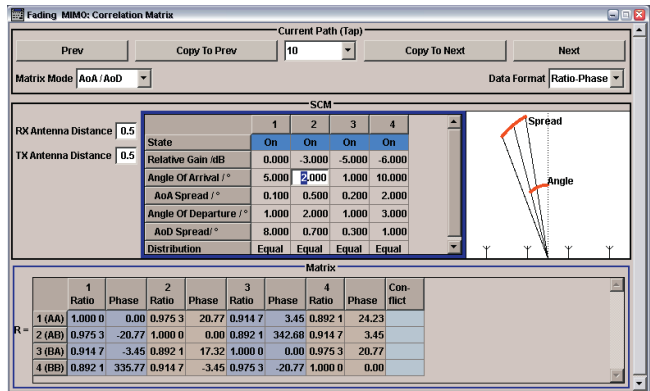 Fading MIMO: Correlation Matrix
Current Path (Tap)
Prev Copy To Prev 10 Copy To Next Next
Matrix Mode AoA / AoD Data Format Ratio-Phase
SCM
RX Antenna Distance 0.5
TX Antenna Distance 0.5
1 2 3 4
State On On On On
Relative Gain /dB 0.000 -3.000 -5.000 -6.000
Angle Of Arrival / ° 5.000 2.000 1.000 10.000
AoA Spread / ° 0.100 0.500 0.200 2.000
Angle Of Departure / ° 1.000 2.000 1.000 3.000
AoD Spread/ ° 8.000 0.700 0.300 1.000
Distribution Equal Equal Equal Equal
Spread
Angle
Matrix
1 2 3 4 Con-
Ratio Phase Ratio Phase Ratio Phase Ratio Phase flict
1 (AA) 1.000 0 0.00 0.975 3 20.77 0.914 7 3.45 0.892 1 24.23
R = 2 (AB) 0.975 3 -20.77 1.000 0 0.00 0.892 1 342.68 0.914 7 3.45
3 (BA) 0.914 7 -3.45 0.892 1 17.32 1.000 0 0.00 0.975 3 20.77
4 (BB) 0.892 1 335.77 0.914 7 -3.45 0.975 3 -20.77 1.000 0 0.00